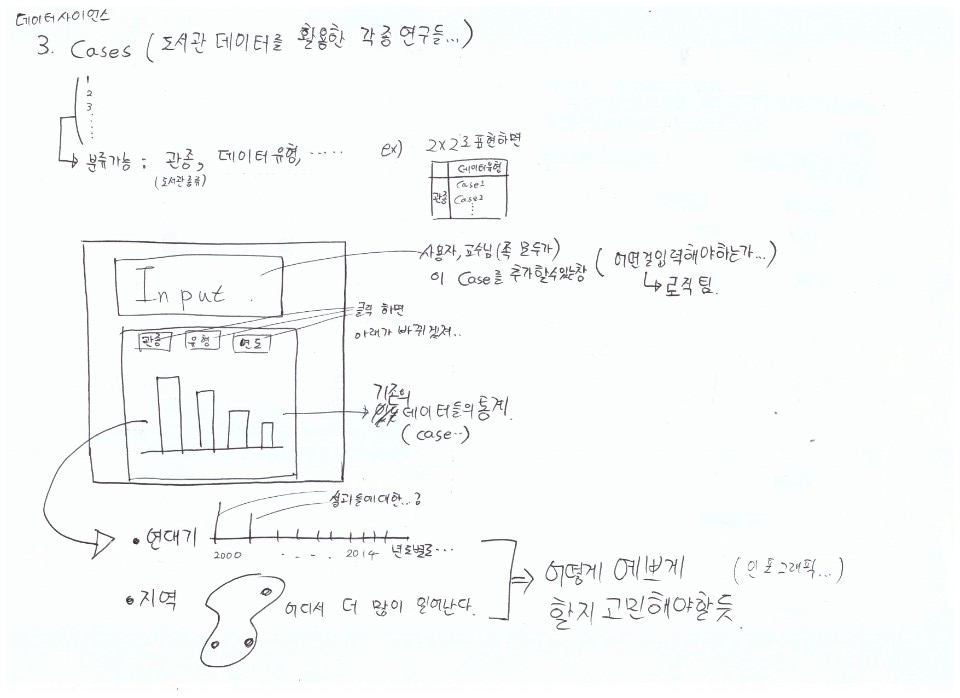 데이터사이언스
3. Cases (도서관 데이터를 활용한 각종 연구들...)
1
2
3
분류가능 : 관종, 데이터유형, ......
(도서관종류)
ex) 2x2로 표현하면
데이터유형
관종
Case1
Case2
Input
사용자, 교수님 (즉 모두가)
이 Case를 추가할수있는창
(어떤걸입력해야하는가...)
로직팀.
관종
유형
연도
클릭 하면
아래가 바뀌겠져..
기존의
데이터들의 통계.
(case..)
• 연대기
성과들에대한...?
2000 .... 2014 년도별로...
• 지역
어디서 더 많이 일어난다.
어떻게 예쁘게 (인포그래픽...)
할지 고민해야할듯.